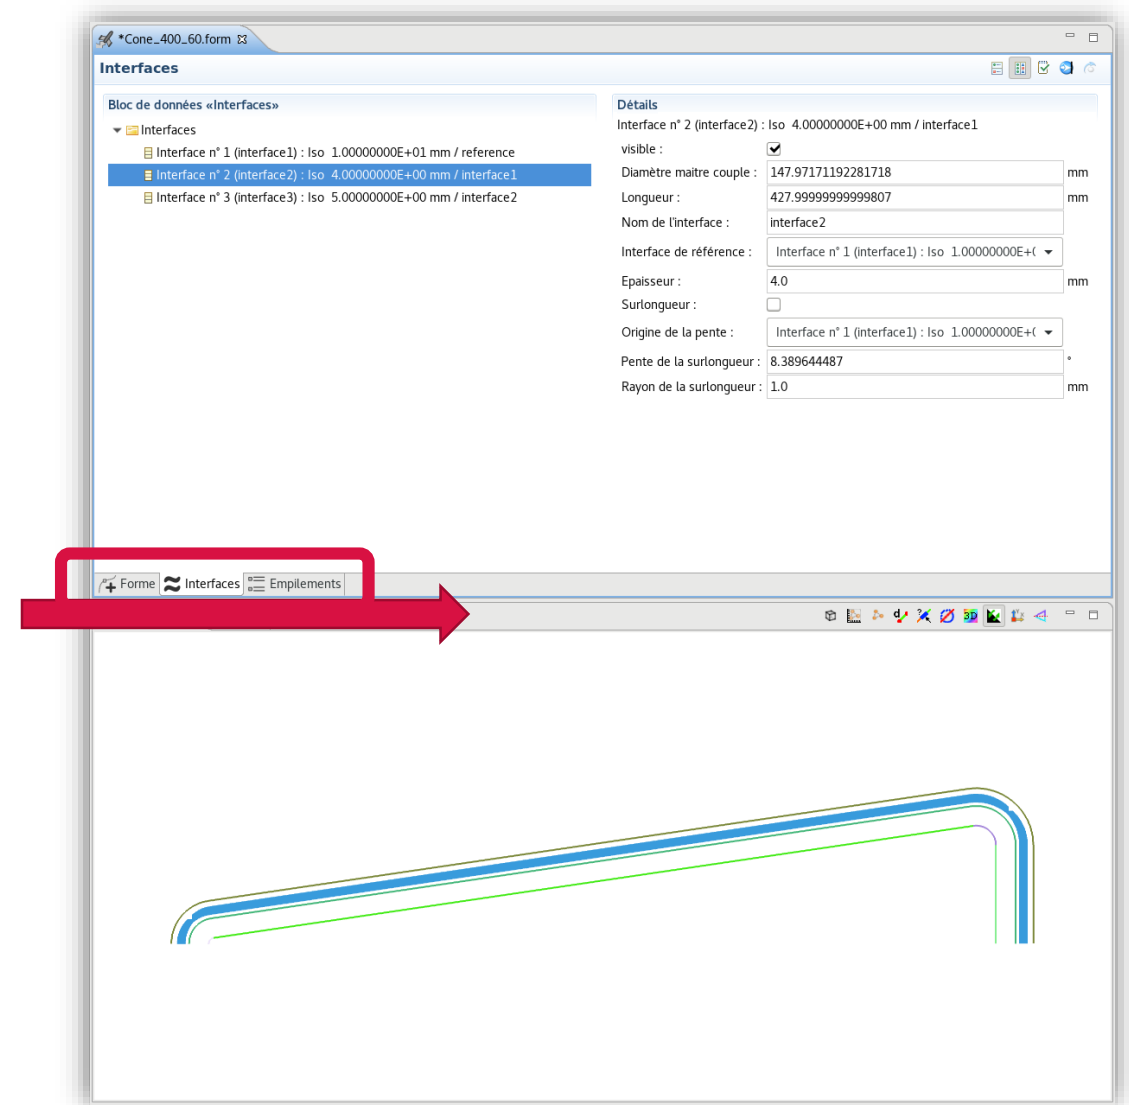 *Cone_400_60.form
Interfaces
Bloc de données «Interfaces»
Interfaces
Interface n° 1 (interface1) : Iso 1.00000000E+01 mm / reference
Interface n° 2 (interface2) : Iso 4.00000000E+00 mm / interface1
Interface n° 3 (interface3) : Iso 5.00000000E+00 mm / interface2
Détails
Interface n° 2 (interface2) : Iso 4.00000000E+00 mm / interface1
visible :
Diamètre maitre couple : 147.97171192281718 mm
Longueur : 427.99999999999807 mm
Nom de l'interface : interface2
Interface de référence : Interface n° 1 (interface1) : Iso 1.00000000E+(
Epaisseur : 4.0 mm
Surlongueur :
Origine de la pente : Interface n° 1 (interface1) : Iso 1.00000000E+(
Pente de la surlongueur : 8.389644487 °
Rayon de la surlongueur : 1.0 mm
Forme Interfaces Empilements
d ? 3D